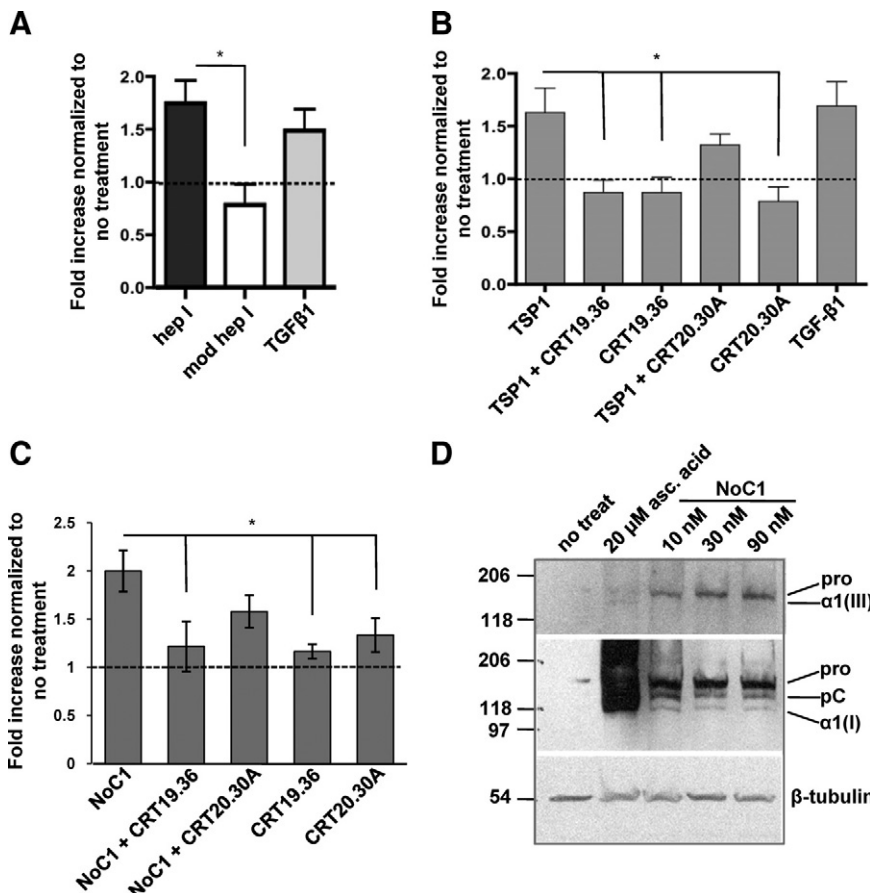 A
*
2.0
1.5
1.0
0.5
0.0
Fold increase normalized to
no treatment
hep I
mod hep I
TGFβ1
B
*
2.0
1.5
1.0
0.5
0.0
Fold increase normalized to
no treatment
TSP1
TSP1 + CRT19.36
CRT19.36
TSP1 + CRT20.30A
CRT20.30A
TGF-β1
C
*
2.5
2
1.5
1
0.5
0
Fold increase normalized to
no treatment
NoC1
NoC1 + CRT19.36
NoC1 + CRT20.30A
CRT19.36
CRT20.30A
D
no treat
20 µM asc. acid
NoC1
10 nM
30 nM
90 nM
206
118
pro
α1(III)
206
118
97
pro
pC
α1(I)
54
β-tubulin